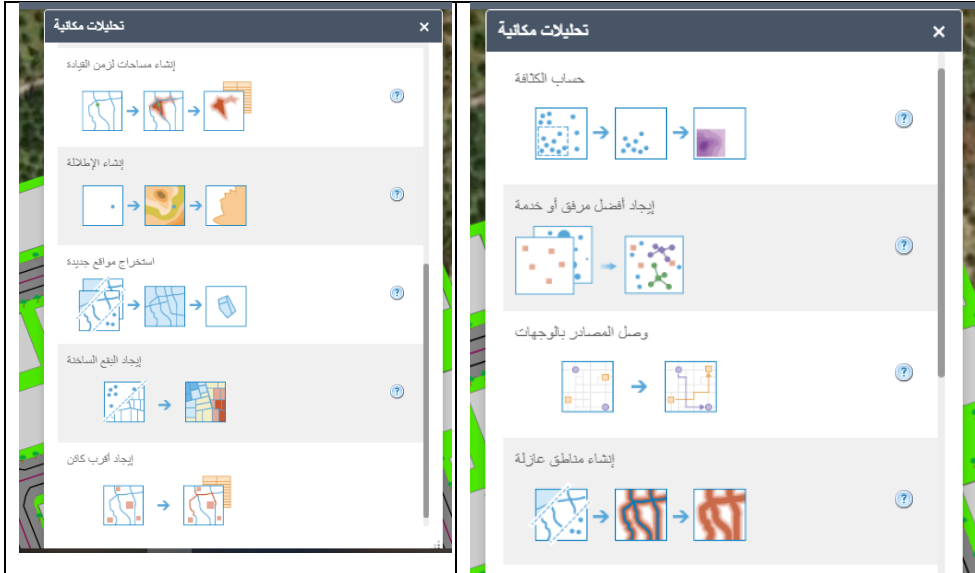 تحليلات مكانية
إنشاء مساحات لزمن القيادة
إنشاء الإطلالة
استخراج مواقع جديدة
إيجاد البقع الساخنة
إيجاد أقرب كائن
تحليلات مكانية
حساب الكثافة
إيجاد أفضل مرفق أو خدمة
وصل المصادر بالوجهات
إنشاء مناطق عازلة